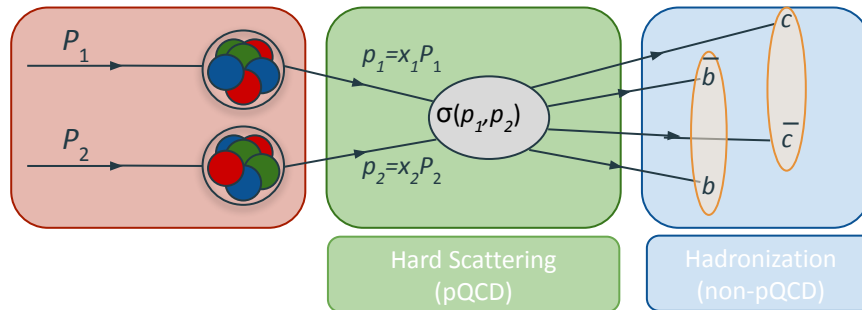 P₁
p₁=x₁P₁
c
b̅
σ(p₁,p₂)
c̅
P₂
p₂=x₂P₂
b
Hard Scattering
(pQCD)
Hadronization
(non-pQCD)